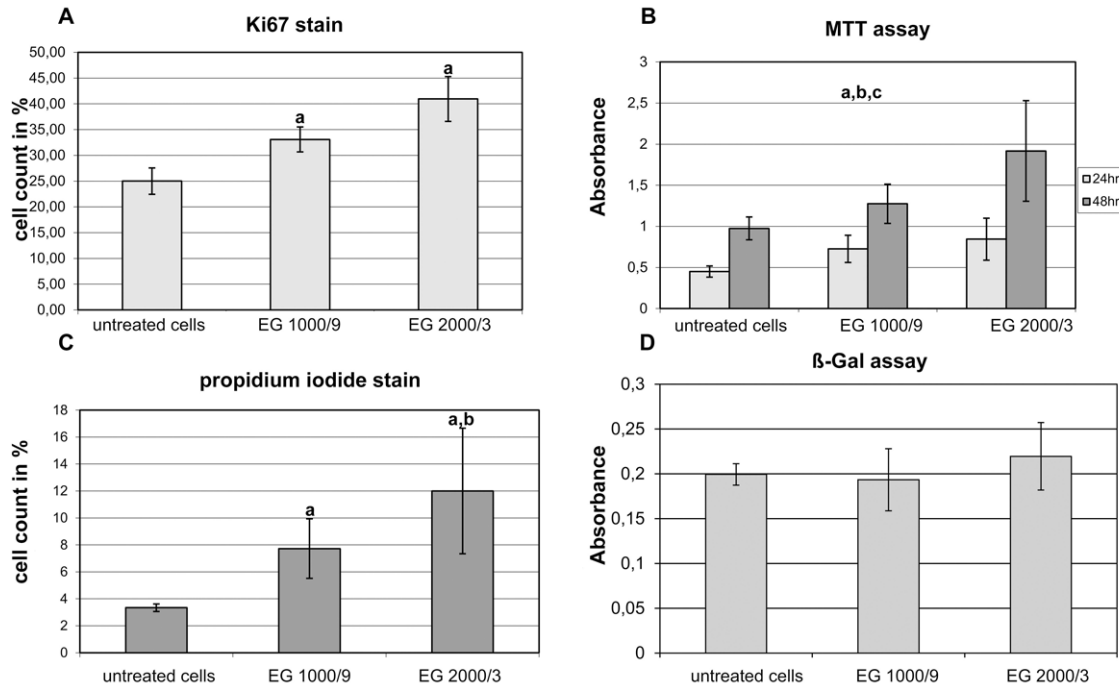 A
Ki67 stain
cell count in %
50,00
45,00
40,00
35,00
30,00
25,00
20,00
15,00
10,00
5,00
0,00
a
a
untreated cells EG 1000/9 EG 2000/3
B
MTT assay
Absorbance
3
2,5
2
1,5
1
0,5
0
a,b,c
24hr
48hr
untreated cells EG 1000/9 EG 2000/3
C
propidium iodide stain
cell count in %
18
16
14
12
10
8
6
4
2
0
a
a,b
untreated cells EG 1000/9 EG 2000/3
D
ß-Gal assay
Absorbance
0,3
0,25
0,2
0,15
0,1
0,05
0
untreated cells EG 1000/9 EG 2000/3